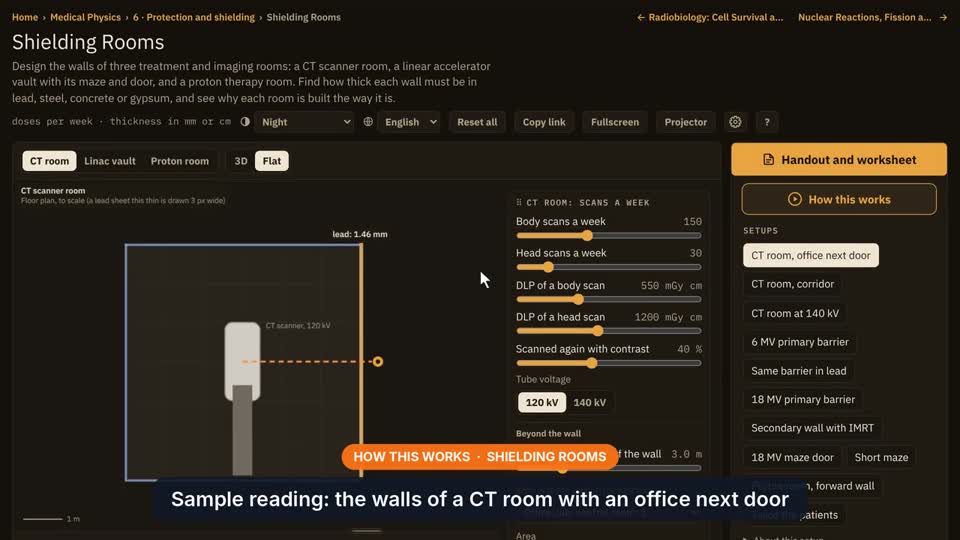 Home › Medical Physics › 6 · Protection and shielding › Shielding Rooms
← Radiobiology: Cell Survival a... Nuclear Reactions, Fission a... →
Shielding Rooms
Design the walls of three treatment and imaging rooms: a CT scanner room, a linear accelerator
vault with its maze and door, and a proton therapy room. Find how thick each wall must be in
lead, steel, concrete or gypsum, and see why each room is built the way it is.
doses per week · thickness in mm or cm
Night English Reset all Copy link Fullscreen Projector ?
CT room Linac vault Proton room 3D Flat
CT scanner room
Floor plan, to scale (a lead sheet this thin is drawn 3 px wide)
lead: 1.46 mm
CT scanner, 120 kV
1 m
CT ROOM: SCANS A WEEK
Body scans a week 150
Head scans a week 30
DLP of a body scan 550 mGy cm
DLP of a head scan 1200 mGy cm
Scanned again with contrast 40 %
Tube voltage
120 kV 140 kV
Beyond the wall
of the wall 3.0 m
Area
Handout and worksheet
How this works
SETUPS
CT room, office next door
CT room, corridor
CT room at 140 kV
6 MV primary barrier
Same barrier in lead
18 MV primary barrier
Secondary wall with IMRT
18 MV maze door Short maze
forward wall
patients
About this setup
HOW THIS WORKS · SHIELDING ROOMS
Sample reading: the walls of a CT room with an office next door